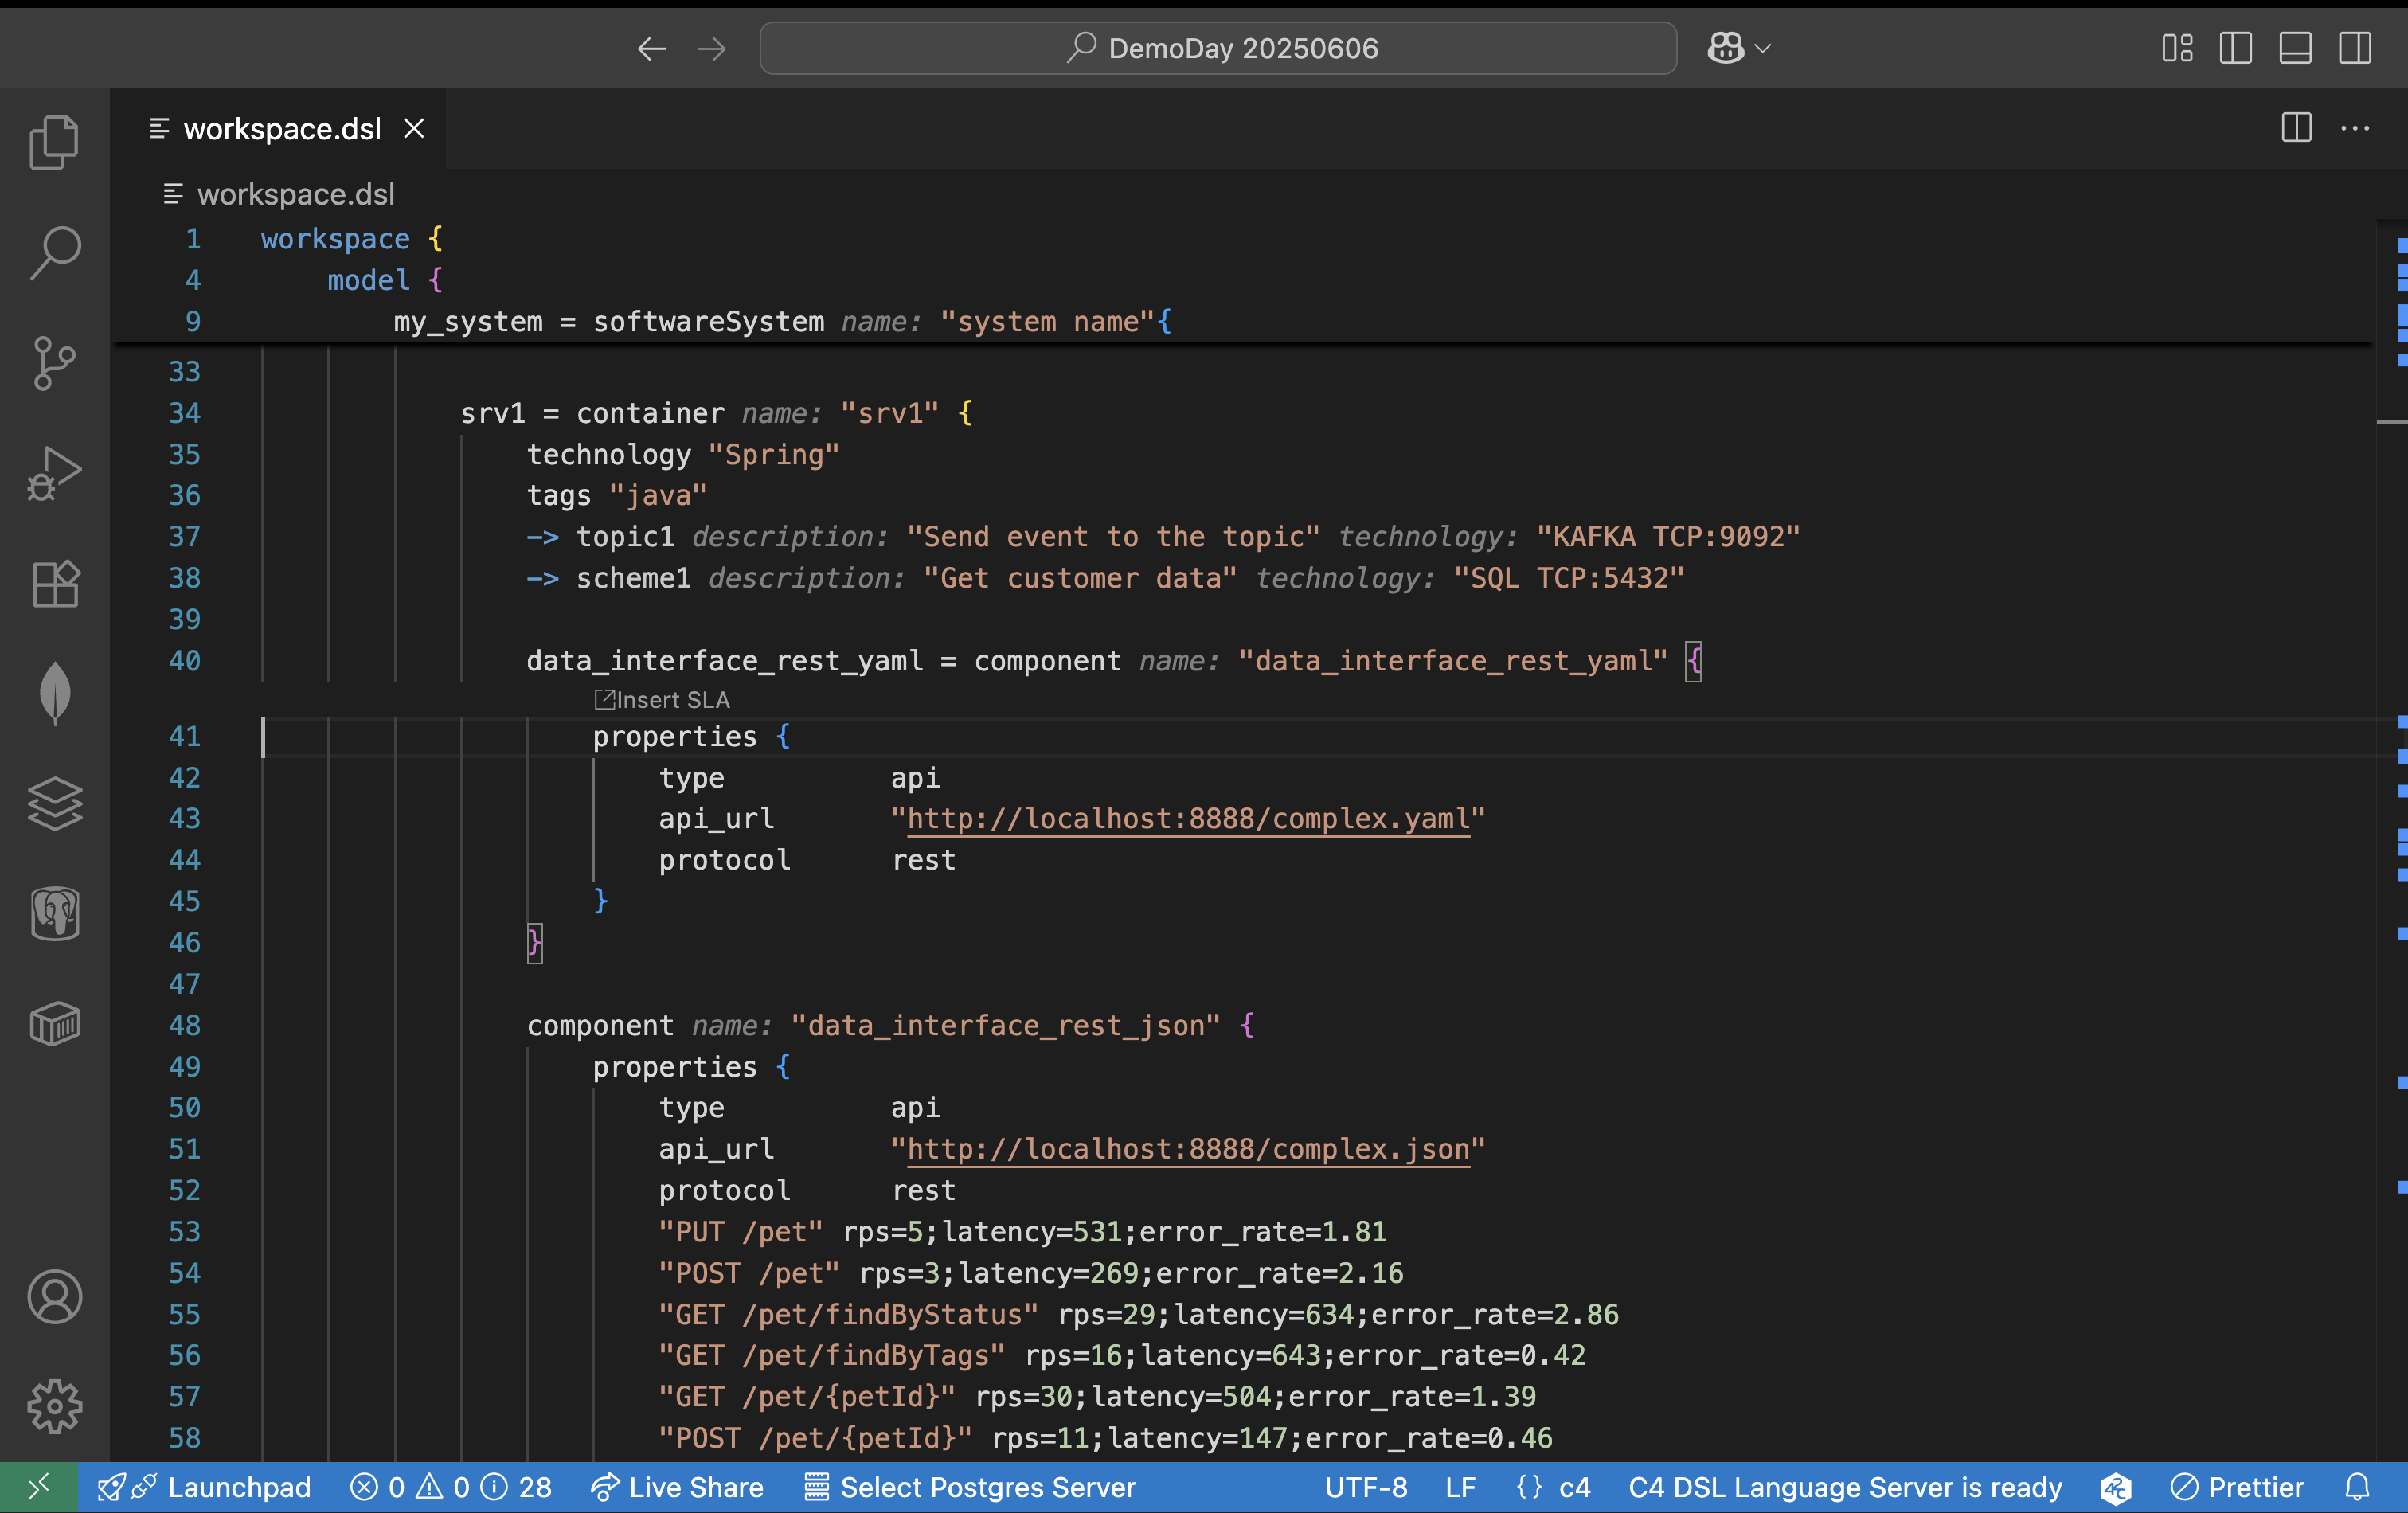 DemoDay 20250606
workspace.dsl
workspace.dsl
1 workspace {
4 model {
9 my_system = softwareSystem name: "system name"{
33
34 srv1 = container name: "srv1" {
35 technology "Spring"
36 tags "java"
37 -> topic1 description: "Send event to the topic" technology: "KAFKA TCP:9092"
38 -> scheme1 description: "Get customer data" technology: "SQL TCP:5432"
39
40 data_interface_rest_yaml = component name: "data_interface_rest_yaml" {
Insert SLA
41 properties {
42 type api
43 api_url "http://localhost:8888/complex.yaml"
44 protocol rest
45 }
46 }
47
48 component name: "data_interface_rest_json" {
49 properties {
50 type api
51 api_url "http://localhost:8888/complex.json"
52 protocol rest
53 "PUT /pet" rps=5;latency=531;error_rate=1.81
54 "POST /pet" rps=3;latency=269;error_rate=2.16
55 "GET /pet/findByStatus" rps=29;latency=634;error_rate=2.86
56 "GET /pet/findByTags" rps=16;latency=643;error_rate=0.42
57 "GET /pet/{petId}" rps=30;latency=504;error_rate=1.39
58 "POST /pet/{petId}" rps=11;latency=147;error_rate=0.46
Launchpad 0 0 28 Live Share Select Postgres Server UTF-8 LF {} c4 C4 DSL Language Server is ready Prettier